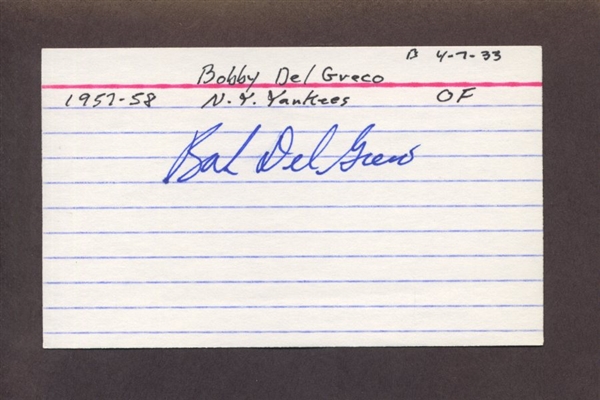 B 4-7-33
Bobby Del Greco
1957-58 N.Y. Yankees OF
Bob Del Greco